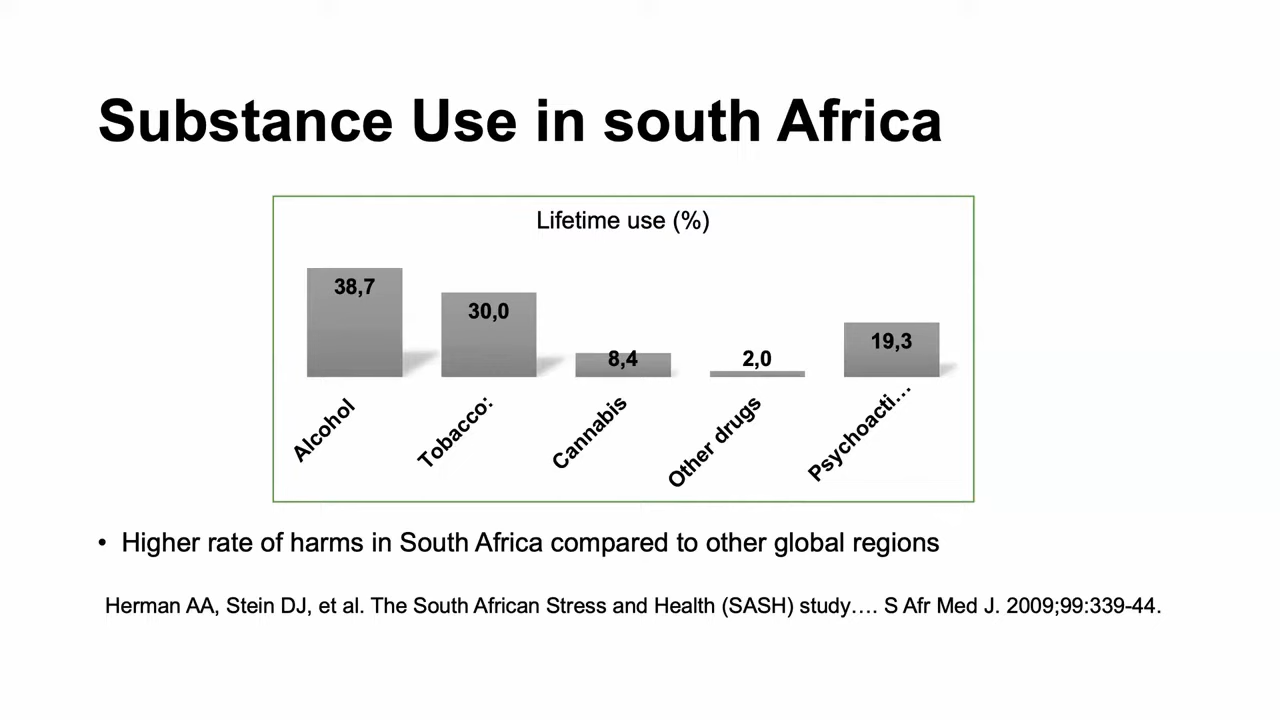 Substance Use in south Africa
Lifetime use (%)
38,7
30,0
8,4
2,0
19,3
Alcohol
Tobacco:
Cannabis
Other drugs
Psychoacti...
• Higher rate of harms in South Africa compared to other global regions
Herman AA, Stein DJ, et al. The South African Stress and Health (SASH) study…. S Afr Med J. 2009;99:339-44.